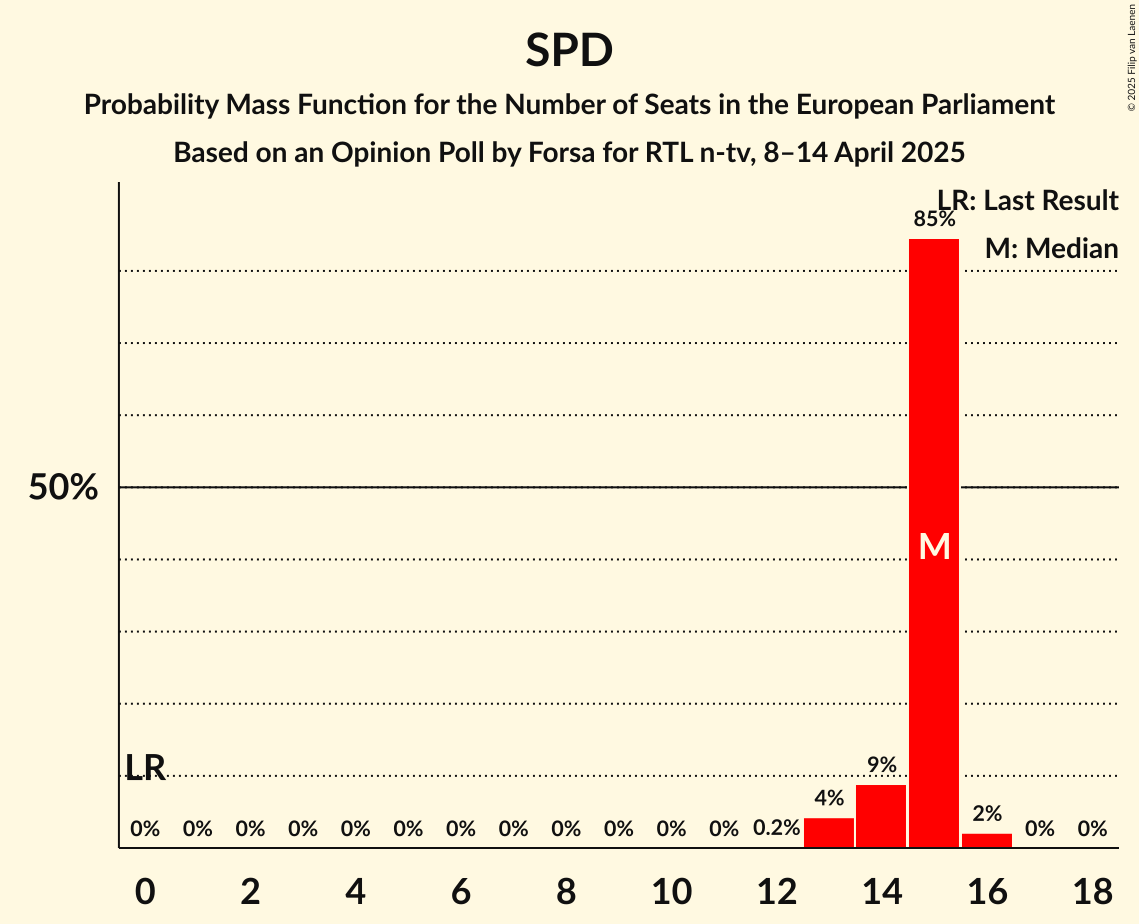 SPD
Probability Mass Function for the Number of Seats in the European Parliament
Based on an Opinion Poll by Forsa for RTL n-tv, 8–14 April 2025
© 2025 Filip van Laenen
LR: Last Result
M: Median
85%
50%
M
LR
0% 0% 0% 0% 0% 0% 0% 0% 0% 0% 0% 0% 0.2% 4% 9% 2% 0% 0%
0 2 4 6 8 10 12 14 16 18